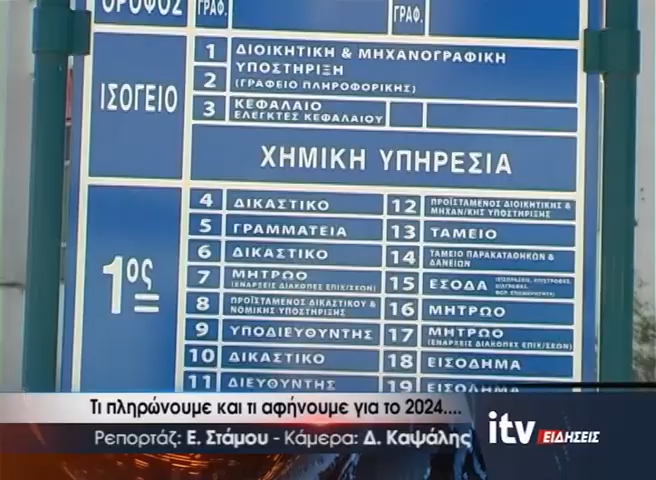 ΟΡΟΦΟΣ
ΓΡΑΦ.
ΓΡΑΦ.
ΙΣΟΓΕΙΟ
1 ΔΙΟΙΚΗΤΙΚΗ & ΜΗΧΑΝΟΓΡΑΦΙΚΗ
2 ΥΠΟΣΤΗΡΙΞΗ
(ΓΡΑΦΕΙΟ ΠΛΗΡΟΦΟΡΙΚΗΣ)
3 ΚΕΦΑΛΑΙΟ
ΕΛΕΓΚΤΕΣ ΚΕΦΑΛΑΙΟΥ
ΧΗΜΙΚΗ ΥΠΗΡΕΣΙΑ
1ος
4 ΔΙΚΑΣΤΙΚΟ
5 ΓΡΑΜΜΑΤΕΙΑ
6 ΔΙΚΑΣΤΙΚΟ
7 ΜΗΤΡΩΟ
(ΕΝΑΡΞΕΙΣ ΔΙΑΚΟΠΕΣ ΕΠΙΚ/ΣΕΩΝ)
8 ΠΡΟΪΣΤΑΜΕΝΟΣ ΔΙΚΑΣΤΙΚΟΥ &
ΝΟΜΙΚΗΣ ΥΠΟΣΤΗΡΙΞΗΣ
9 ΥΠΟΔΙΕΥΘΥΝΤΗΣ
10 ΔΙΚΑΣΤΙΚΟ
11 ΔΙΕΥΘΥΝΤΗΣ
12 ΠΡΟΪΣΤΑΜΕΝΟΣ ΔΙΟΙΚΗΤΙΚΗΣ &
ΜΗΧΑΝ/ΚΗΣ ΥΠΟΣΤΗΡΙΞΗΣ
13 ΤΑΜΕΙΟ
14 ΤΑΜΕΙΟ ΠΑΡΑΚΑΤΑΘΗΚΩΝ &
ΔΑΝΕΙΩΝ
15 ΕΣΟΔΑ
16 ΜΗΤΡΩΟ
17 ΜΗΤΡΩΟ
(ΕΝΑΡΞΕΙΣ ΔΙΑΚΟΠΕΣ ΕΠΙΚ/ΣΕΩΝ)
18 ΕΙΣΟΔΗΜΑ
19 ΕΙΣΟΔΗΜΑ
Τι πληρώνουμε και τι αφήνουμε για το 2024....
Ρεπορτάζ: Ε. Στάμου - Κάμερα: Δ. Καψάλης
itv ΕΙΔΗΣΕΙΣ